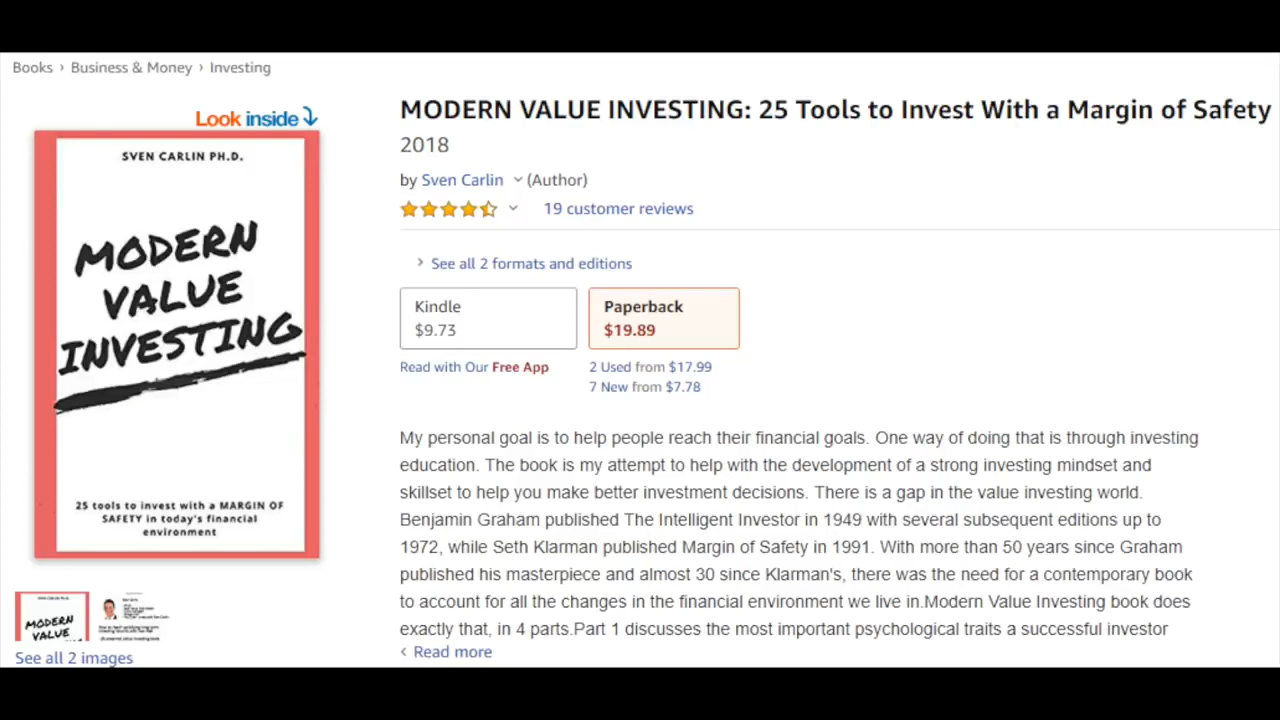 Books › Business & Money › Investing
Look inside
SVEN CARLIN PH.D.
MODERN
VALUE
INVESTING
25 tools to invest with a MARGIN OF
SAFETY in today's financial
environment
MODERN
VALUE
See all 2 images
MODERN VALUE INVESTING: 25 Tools to Invest With a Margin of Safety
2018
by Sven Carlin (Author)
19 customer reviews
› See all 2 formats and editions
Kindle
$9.73
Paperback
$19.89
Read with Our Free App
2 Used from $17.99
7 New from $7.78
My personal goal is to help people reach their financial goals. One way of doing that is through investing
education. The book is my attempt to help with the development of a strong investing mindset and
skillset to help you make better investment decisions. There is a gap in the value investing world.
Benjamin Graham published The Intelligent Investor in 1949 with several subsequent editions up to
1972, while Seth Klarman published Margin of Safety in 1991. With more than 50 years since Graham
published his masterpiece and almost 30 since Klarman's, there was the need for a contemporary book
to account for all the changes in the financial environment we live in.Modern Value Investing book does
exactly that, in 4 parts.Part 1 discusses the most important psychological traits a successful investor
‹ Read more